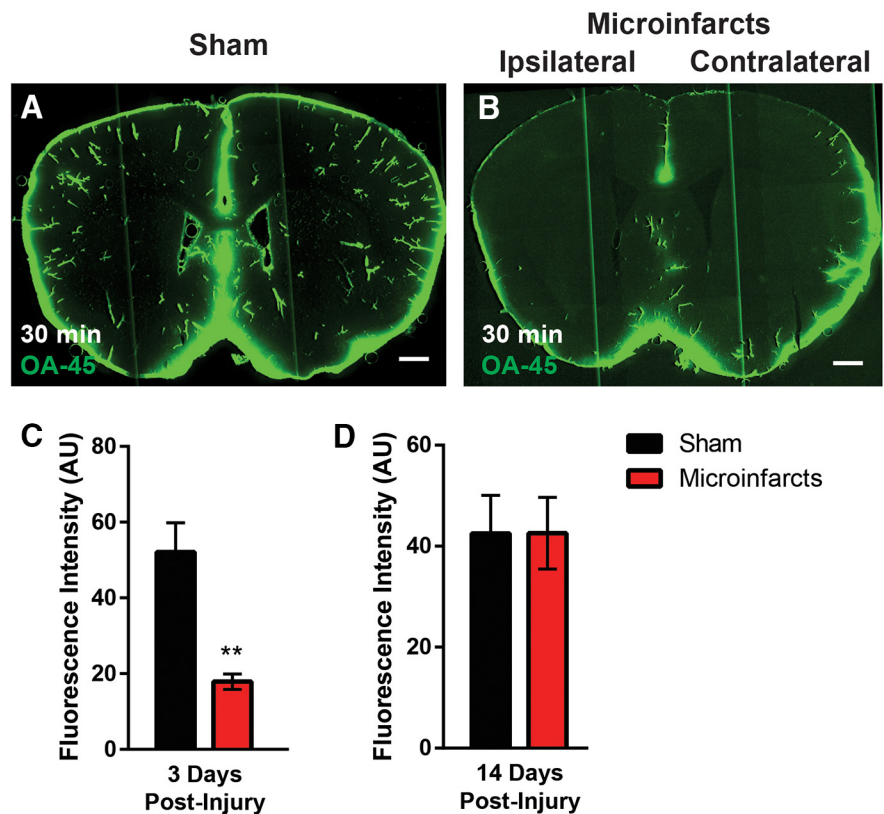 Sham
Microinfarcts
Ipsilateral Contralateral
A
30 min
OA-45
B
30 min
OA-45
C
Fluorescence Intensity (AU)
80
60
40
20
0
**
3 Days
Post-Injury
D
Fluorescence Intensity (AU)
60
40
20
0
14 Days
Post-Injury
Sham
Microinfarcts